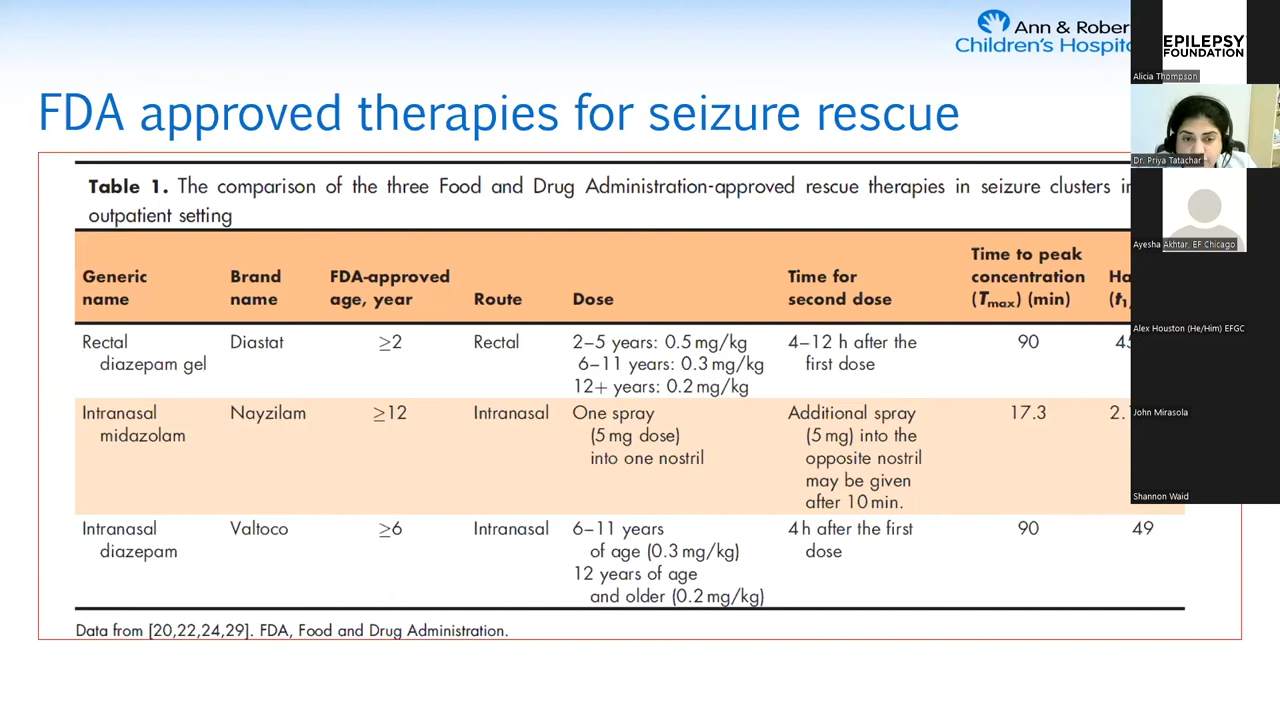 Ann & Rober
Children's Hospit
EPILEPSY
FOUNDATION
Alicia Thompson
FDA approved therapies for seizure rescue
Dr. Priya Tatachar
Table 1. The comparison of the three Food and Drug Administration-approved rescue therapies in seizure clusters in
outpatient setting
Ayesha Akhtar, EF Chicago
Generic name
Brand name
FDA-approved age, year
Route
Dose
Time for second dose
Time to peak concentration (Tmax) (min)
Ha
(t1
Alex Houston (He/Him) EFGC
Rectal diazepam gel
Diastat
≥2
Rectal
2–5 years: 0.5 mg/kg
6–11 years: 0.3 mg/kg
12+ years: 0.2 mg/kg
4–12 h after the first dose
90
45
Intranasal midazolam
Nayzilam
≥12
Intranasal
One spray (5 mg dose) into one nostril
Additional spray (5 mg) into the opposite nostril may be given after 10 min.
17.3
2.
John Mirasola
Shannon Waid
Intranasal diazepam
Valtoco
≥6
Intranasal
6–11 years of age (0.3 mg/kg)
12 years of age and older (0.2 mg/kg)
4 h after the first dose
90
49
Data from [20,22,24,29]. FDA, Food and Drug Administration.